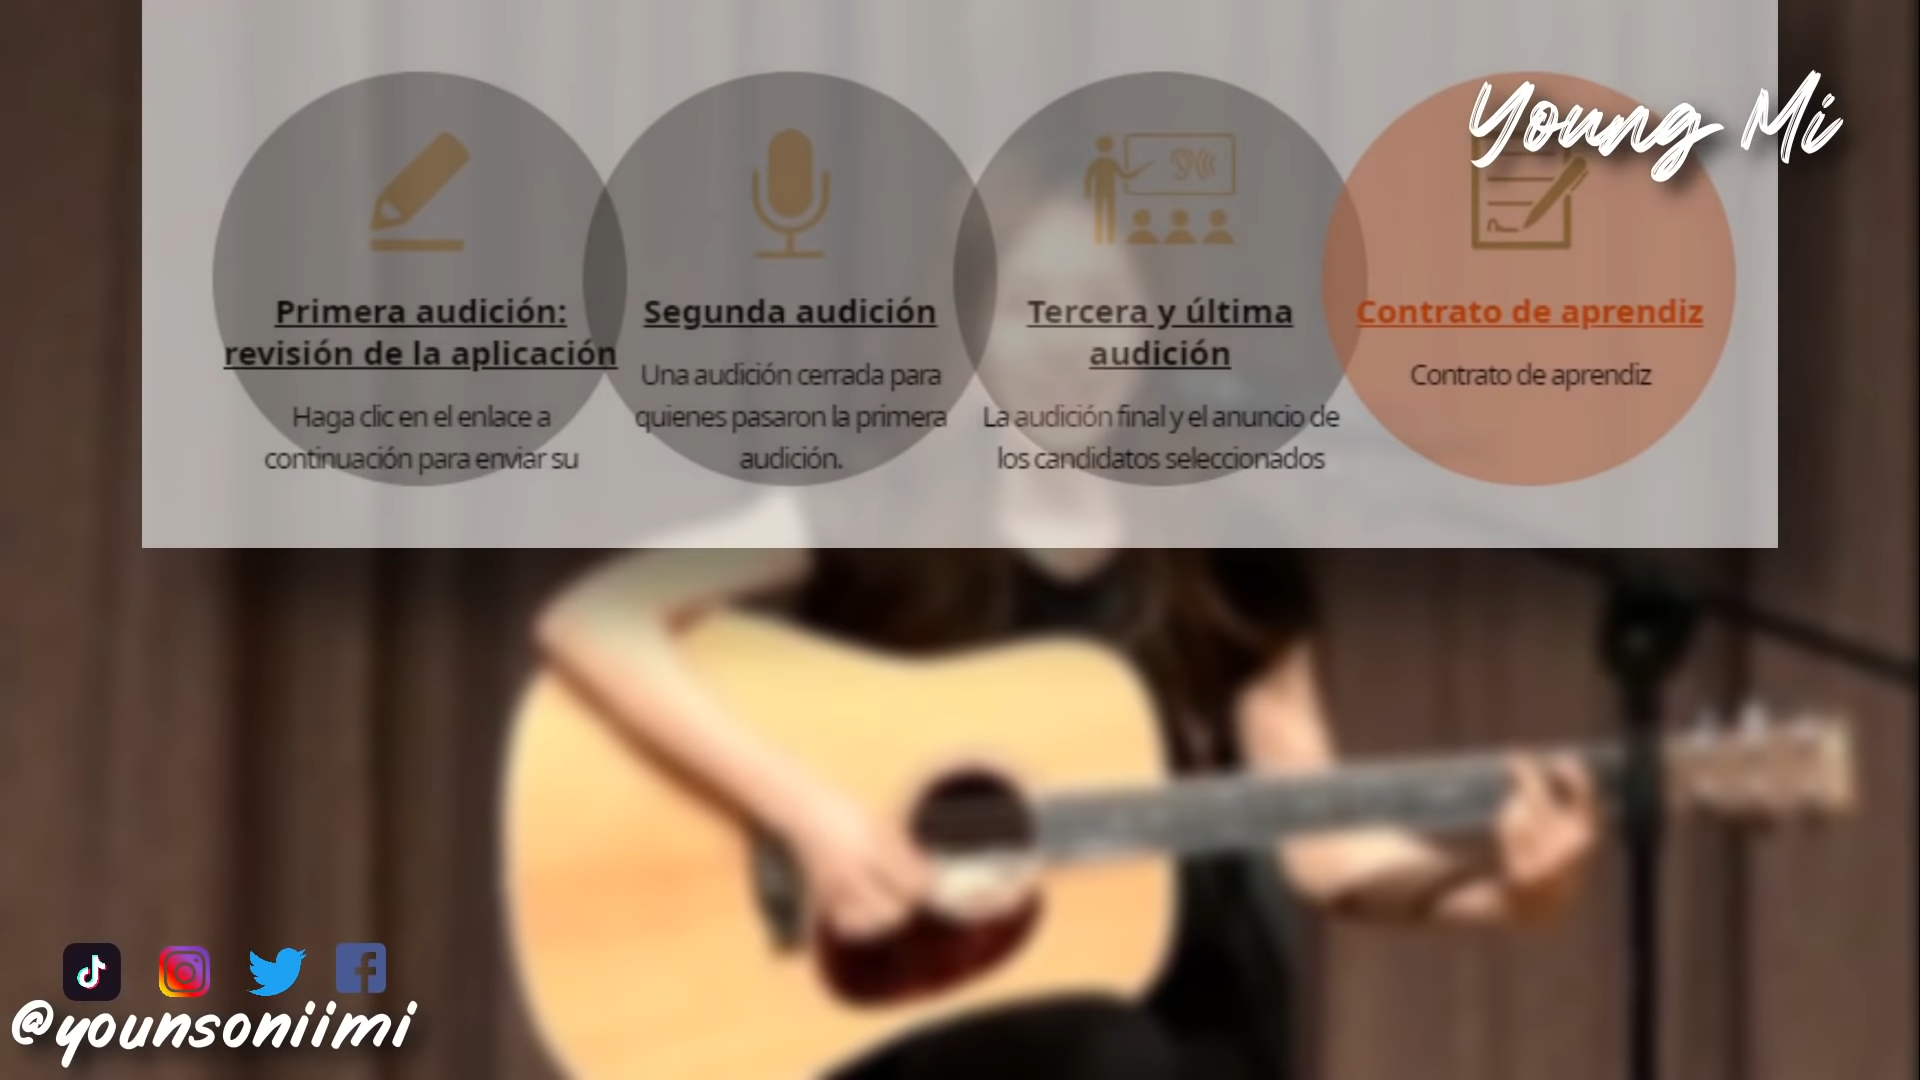 Young Mi
Primera audición:
revisión de la aplicación
Haga clic en el enlace a
continuación para enviar su
Segunda audición
Una audición cerrada para
quienes pasaron la primera
audición.
Tercera y última
audición
La audición final y el anuncio de
los candidatos seleccionados
Contrato de aprendiz
Contrato de aprendiz
@younsoniimi